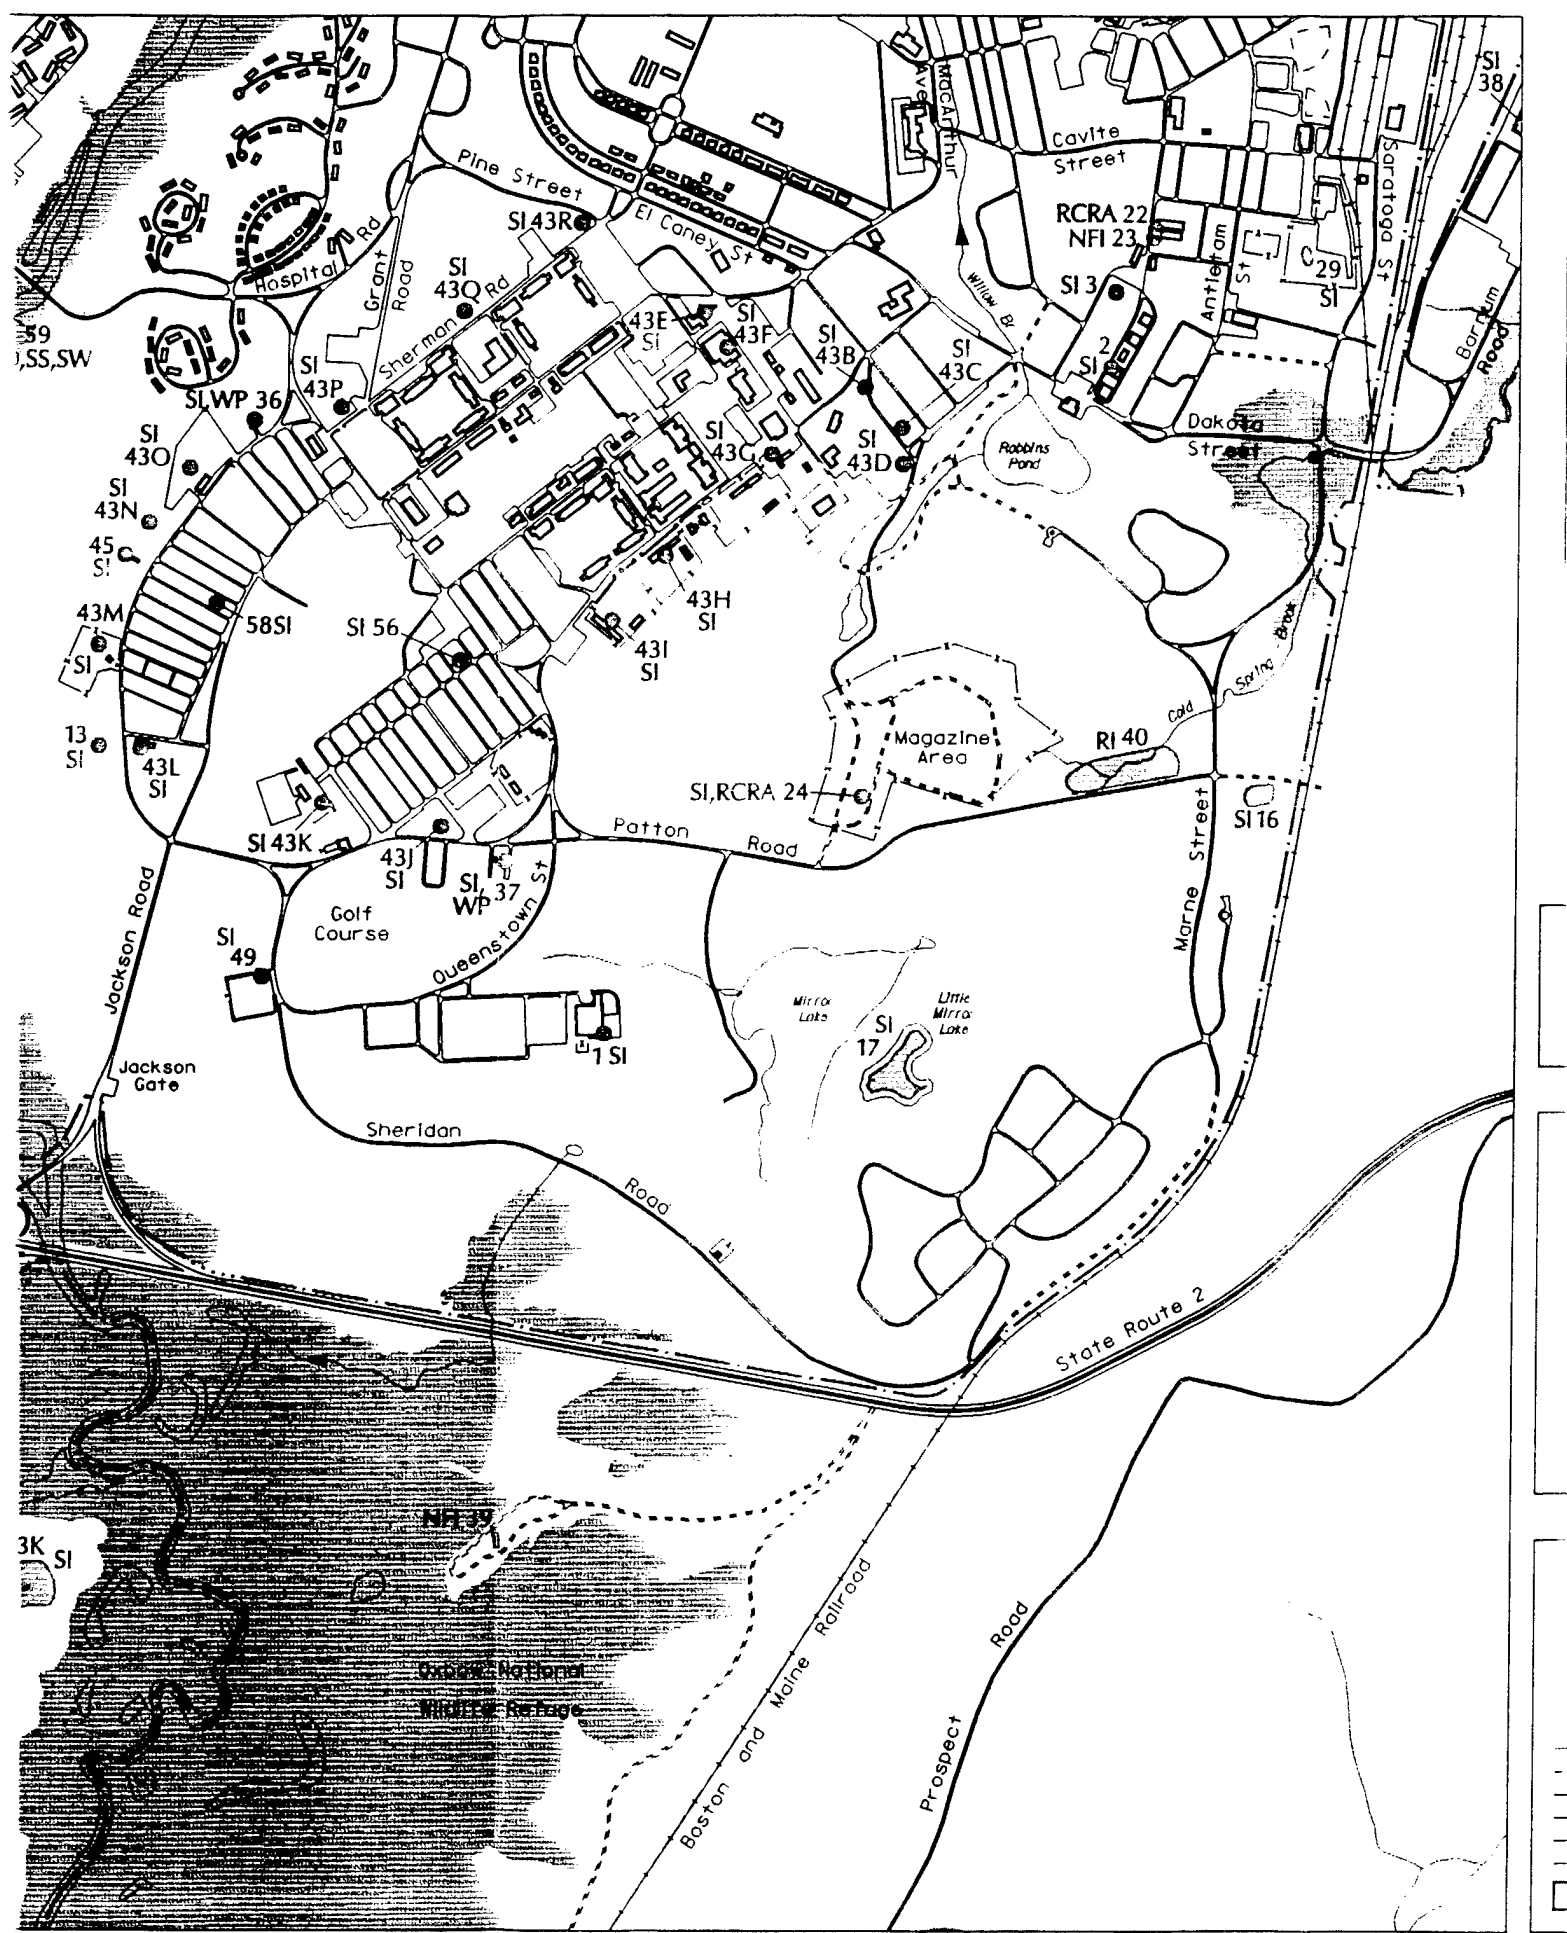 SI
38
Avenue
MacArthur
Cavite
Street
Saratoga St
Pine Street
SI 43R
El Caney St
RCRA 22
NFI 23
Hospital Rd
Grant
Road
SI
43Q
Sherman Rd
Willow Br
SI 3
Antietam
St
29
SI
Barnum
Road
59
,SS,SW
43E
SI
SI
43F
SI
43B
SI
43C
2
SI
SI
43P
SI,WP 36
SI
43O
SI
43G
SI
43D
Robbins
Pond
Dakota
Street
SI
43N
45
SI
43M
SI
58SI
SI 56
43H
SI
43I
SI
Cold Spring Brook
13
SI
43L
SI
Magazine
Area
RI 40
SI,RCRA 24
SI 16
SI 43K
43J
SI
SI
WP 37
Patton Road
Marne Street
Jackson Road
Golf
Course
Queenstown St
SI
49
Mirror
Lake
Little
Mirror
Lake
SI
17
1 SI
Jackson
Gate
Sheridan
Road
State Route 2
NFI 39
3K
SI
Oxbow National
Wildlife Refuge
Boston and Maine Railroad
Prospect Road